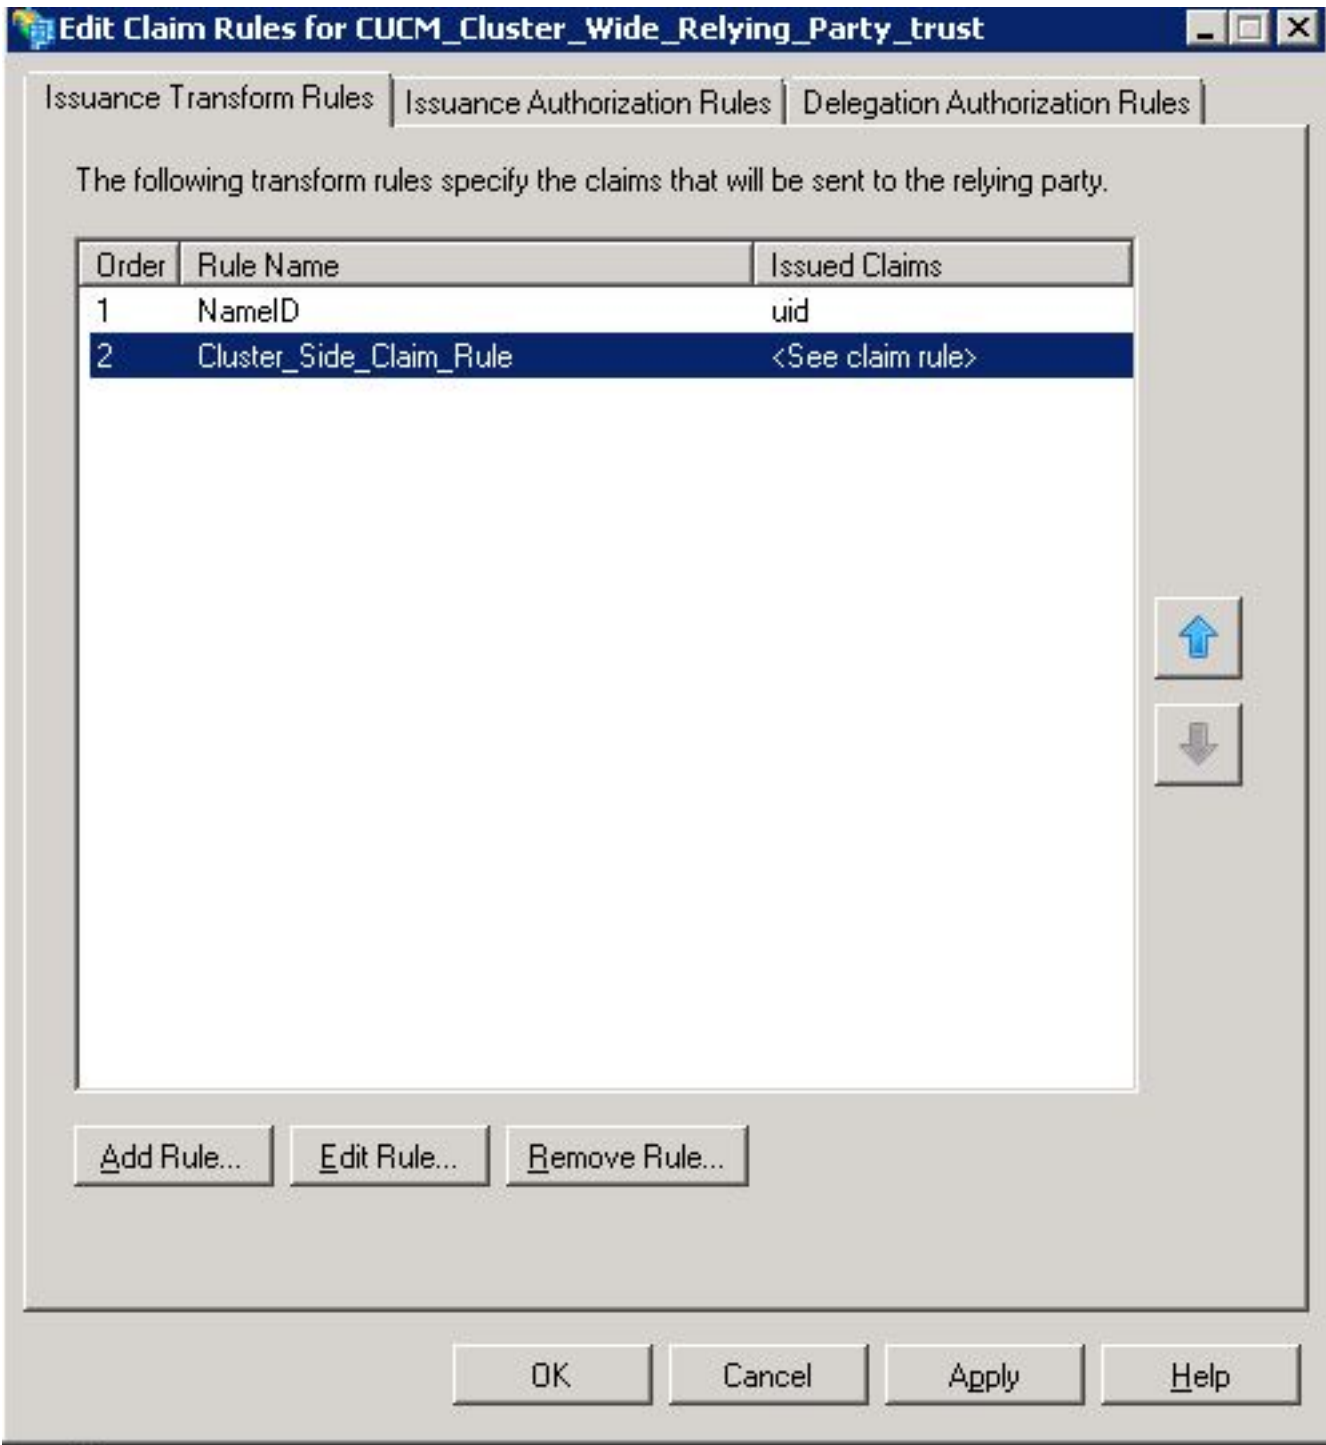 Edit Claim Rules for CUCM_Cluster_Wide_Relying_Party_trust
Issuance Transform Rules Issuance Authorization Rules Delegation Authorization Rules
The following transform rules specify the claims that will be sent to the relying party.
Order Rule Name Issued Claims
1 NameID uid
2 Cluster_Side_Claim_Rule <See claim rule>
Add Rule... Edit Rule... Remove Rule...
OK Cancel Apply Help